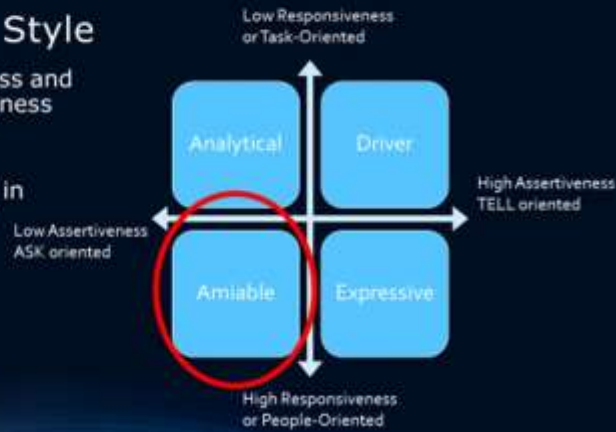 Style
ss and
ness
in
Low Responsiveness
or Task-Oriented
Analytical
Driver
High Assertiveness
TELL oriented
Low Assertiveness
ASK oriented
Amiable
Expressive
High Responsiveness
or People-Oriented